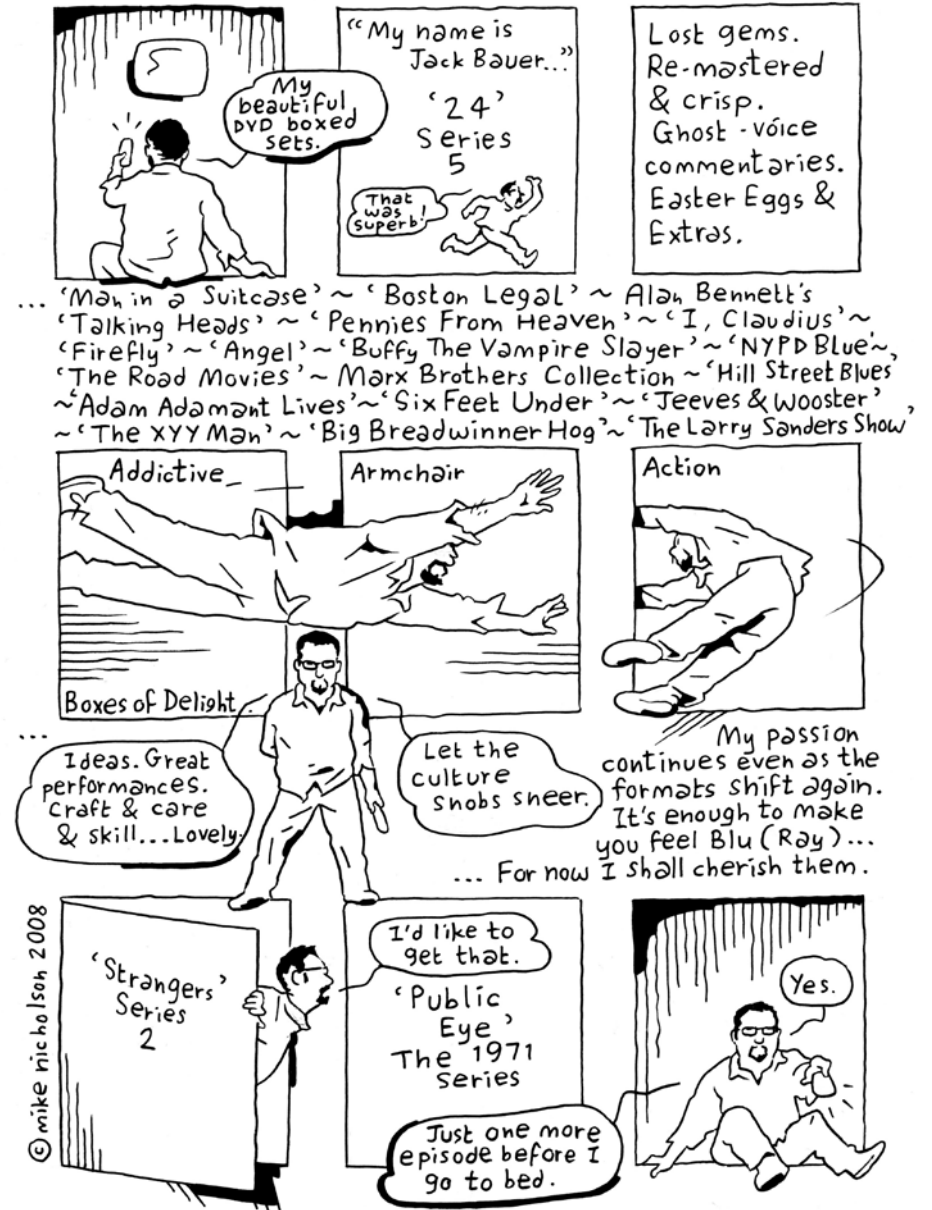 My
beautiful
DVD boxed
sets.
"My name is
Jack Bauer..."
'24'
Series
5
That
was
superb!
Lost gems.
Re-mastered
& crisp.
Ghost-voice
commentaries.
Easter Eggs &
Extras.
... 'Man in a Suitcase' ~ 'Boston Legal' ~ Alan Bennett's
'Talking Heads' ~ 'Pennies From Heaven' ~ 'I, Claudius' ~
'Firefly' ~ 'Angel' ~ 'Buffy The Vampire Slayer' ~ 'NYPD Blue' ~
'The Road Movies' ~ Marx Brothers Collection ~ 'Hill Street Blues'
~ 'Adam Adamant Lives' ~ 'Six Feet Under' ~ 'Jeeves & Wooster'
~ 'The XYY Man' ~ 'Big Breadwinner Hog' ~ 'The Larry Sanders Show'
Addictive
Armchair
Action
Boxes of Delight.
...
Ideas. Great
performances.
Craft & care
& skill...Lovely.
Let the
culture
snobs sneer.
My passion
continues even as the
formats shift again.
It's enough to make
you feel Blu (Ray)...
... For now I shall cherish them.
'Strangers'
Series
2
I'd like to
get that.
'Public
Eye'
The 1971
series
Yes.
Just one more
episode before I
go to bed.
© mike nicholson 2008